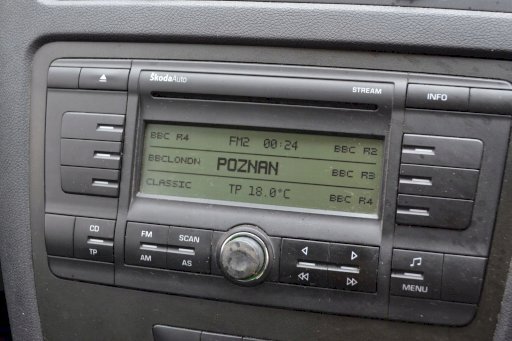 ŠkodaAuto
STREAM
INFO
BBC R4 FM2 00:24 BBC R2
BBCLONDN POZNAN BBC R3
CLASSIC TP 18.0°C BBC R4
CD
TP
FM SCAN
AM AS
MENU